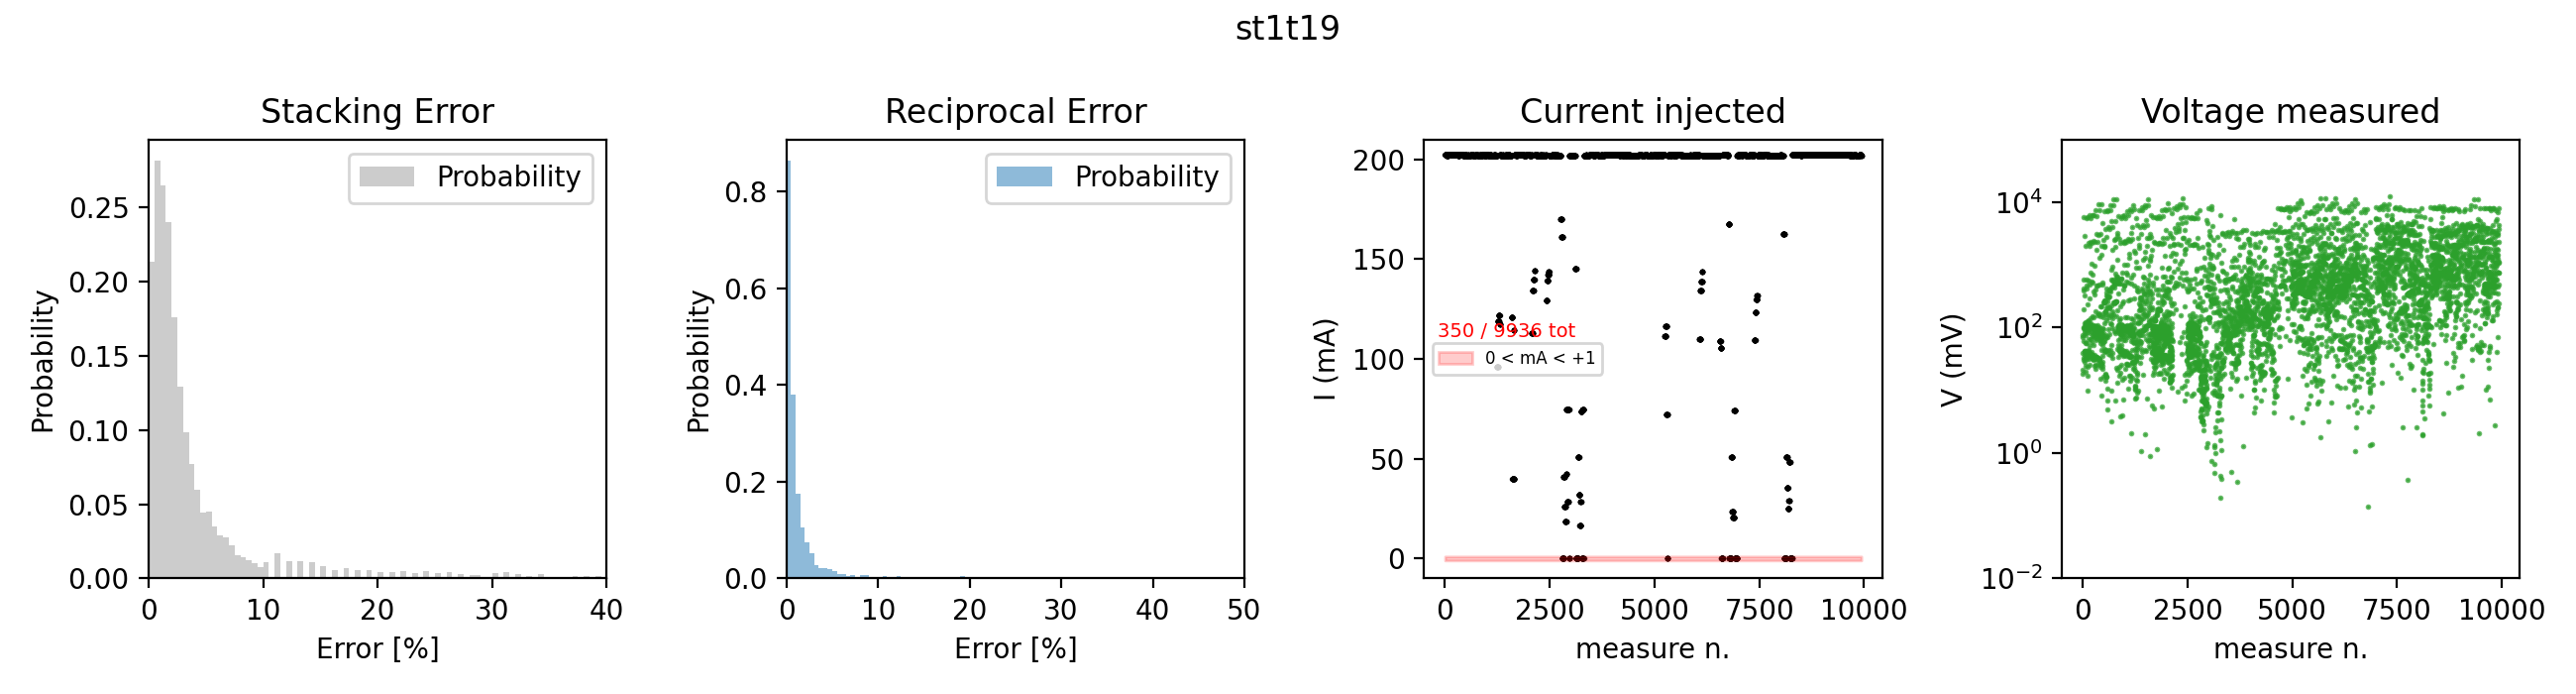 st1t19
Stacking Error
Probability
0.25
0.20
0.15
0.10
0.05
0.00
0 10 20 30 40
Error [%]
Probability
Reciprocal Error
Probability
0.8
0.6
0.4
0.2
0.0
0 10 20 30 40 50
Error [%]
Probability
Current injected
200
150
100
50
0
350 / 9936 tot
0 < mA < +1
0 2500 5000 7500 10000
measure n.
I (mA)
Voltage measured
10⁴
10²
10⁰
10⁻²
0 2500 5000 7500 10000
measure n.
V (mV)